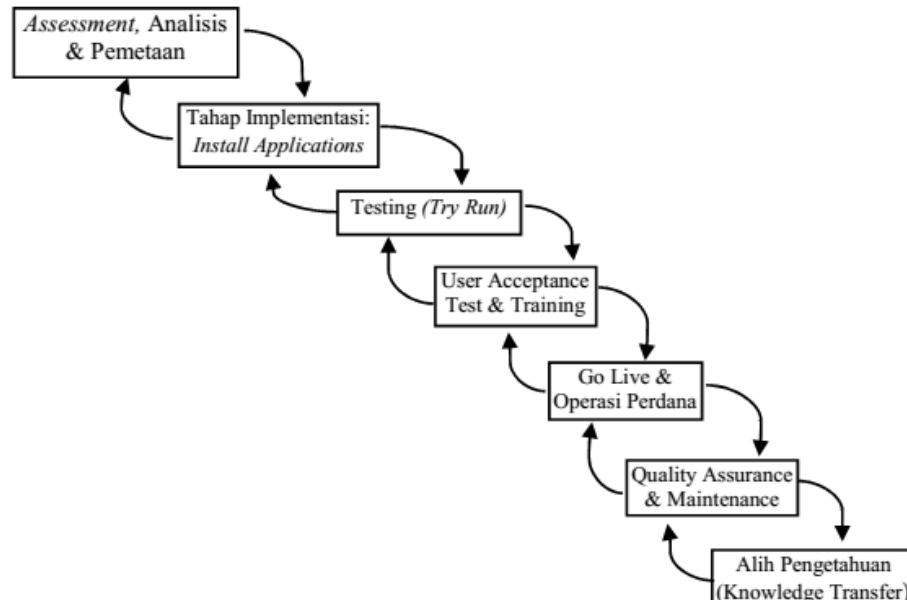 Assessment, Analisis
& Pemetaan
Tahap Implementasi:
Install Applications
Testing (Try Run)
User Acceptance
Test & Training
Go Live &
Operasi Perdana
Quality Assurance
& Maintenance
Alih Pengetahuan
(Knowledge Transfer)